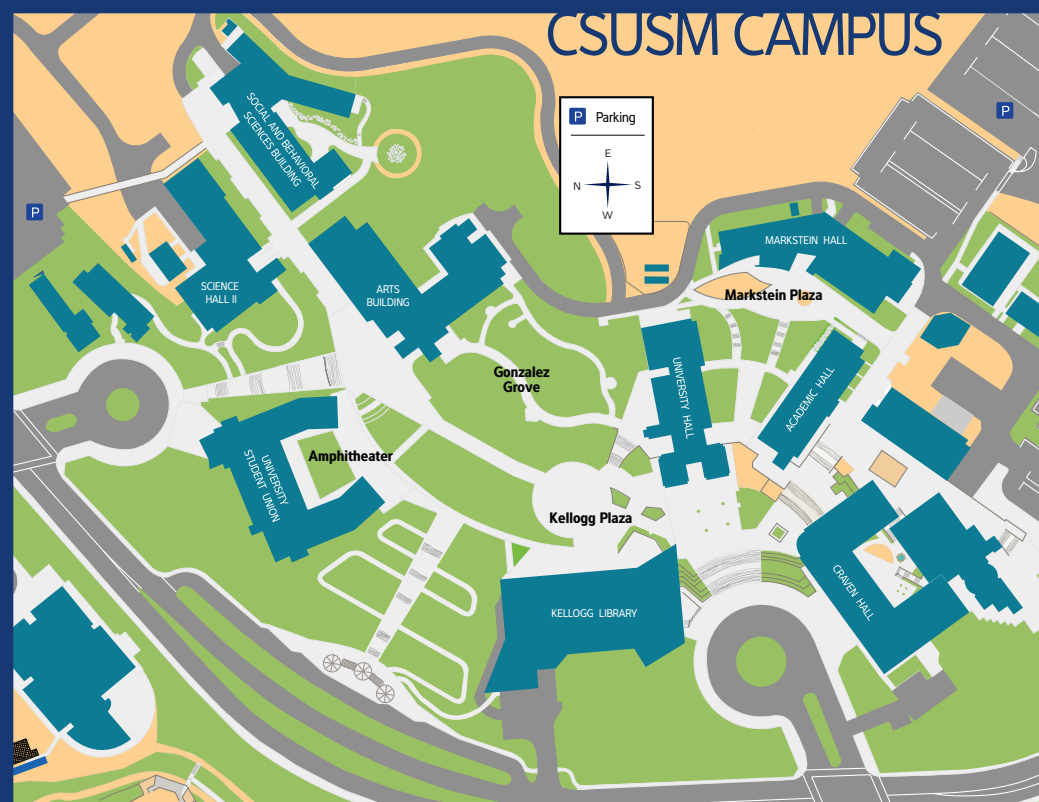 CSUSM CAMPUS
P Parking
E
N S
W
P
P
SOCIAL AND BEHAVIORAL
SCIENCES BUILDING
MARKSTEIN HALL
SCIENCE
HALL II
ARTS
BUILDING
Markstein Plaza
Gonzalez
Grove
UNIVERSITY HALL
ACADEMIC HALL
Amphitheater
UNIVERSITY
STUDENT UNION
Kellogg Plaza
KELLOGG LIBRARY
CRAVEN HALL